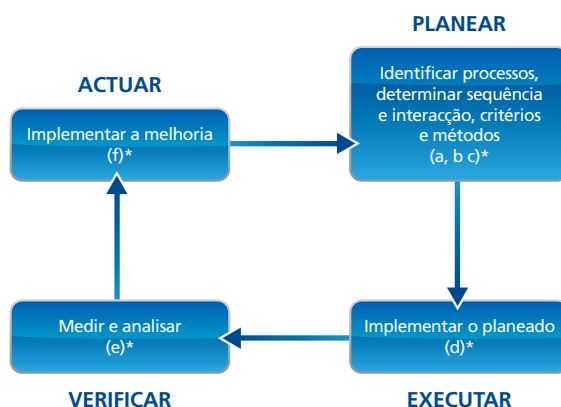 PLANEAR
Identificar processos,
determinar sequência
e interacção, critérios
e métodos
(a, b c)*
ACTUAR
Implementar a melhoria
(f)*
Medir e analisar
(e)*
VERIFICAR
Implementar o planeado
(d)*
EXECUTAR